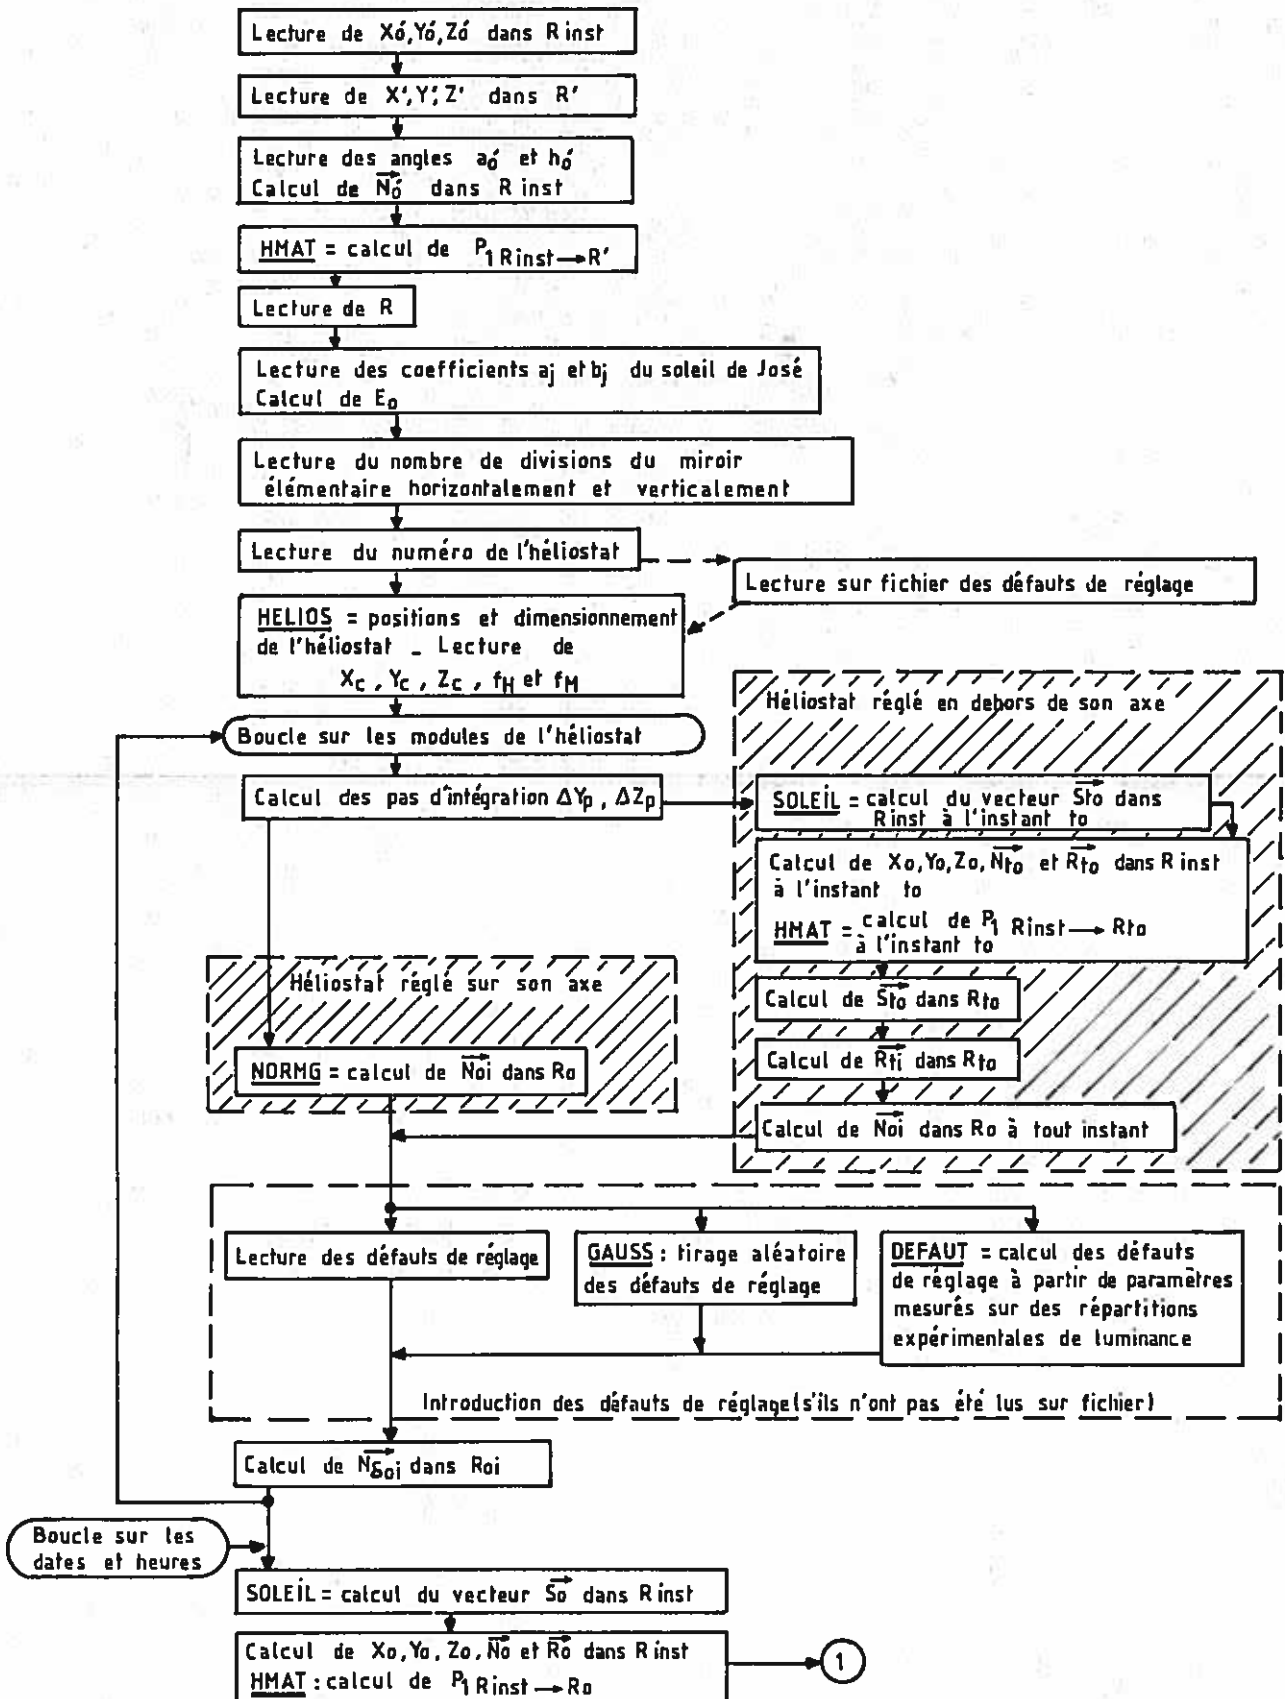 Lecture de X'o,Y'o,Z'o dans R inst
Lecture de X',Y',Z' dans R'
Lecture des angles a'o et h'o
Calcul de N'o dans R inst
HMAT = calcul de P1 Rinst→R'
Lecture de R
Lecture des coefficients aj et bj du soleil de José
Calcul de Eo
Lecture du nombre de divisions du miroir
élémentaire horizontalement et verticalement
Lecture du numéro de l'héliostat
Lecture sur fichier des défauts de réglage
HELIOS = positions et dimensionnement
de l'héliostat _ Lecture de
Xc , Yc , Zc , fH et fM
Héliostat réglé en dehors de son axe
Boucle sur les modules de l'héliostat
Calcul des pas d'intégration ΔYp , ΔZp
SOLEIL = calcul du vecteur Sto dans
Rinst à l'instant to
Calcul de Xo,Yo,Zo, Nto et Rto dans R inst
à l'instant to
HMAT = calcul de P1 Rinst→Rto
à l'instant to
Héliostat réglé sur son axe
Calcul de Sto dans Rto
NORMG = calcul de Noi dans Ro
Calcul de Rti dans Rto
Calcul de Noi dans Ro à tout instant
Lecture des défauts de réglage
GAUSS : tirage aléatoire
des défauts de réglage
DEFAUT = calcul des défauts
de réglage à partir de paramètres
mesurés sur des répartitions
expérimentales de luminance
Introduction des défauts de réglage(s'ils n'ont pas été lus sur fichier)
Calcul de Nδoi dans Roi
Boucle sur les
dates et heures
SOLEIL = calcul du vecteur So dans R inst
Calcul de Xo,Yo,Zo, No et Ro dans R inst
HMAT : calcul de P1 Rinst→Ro
1